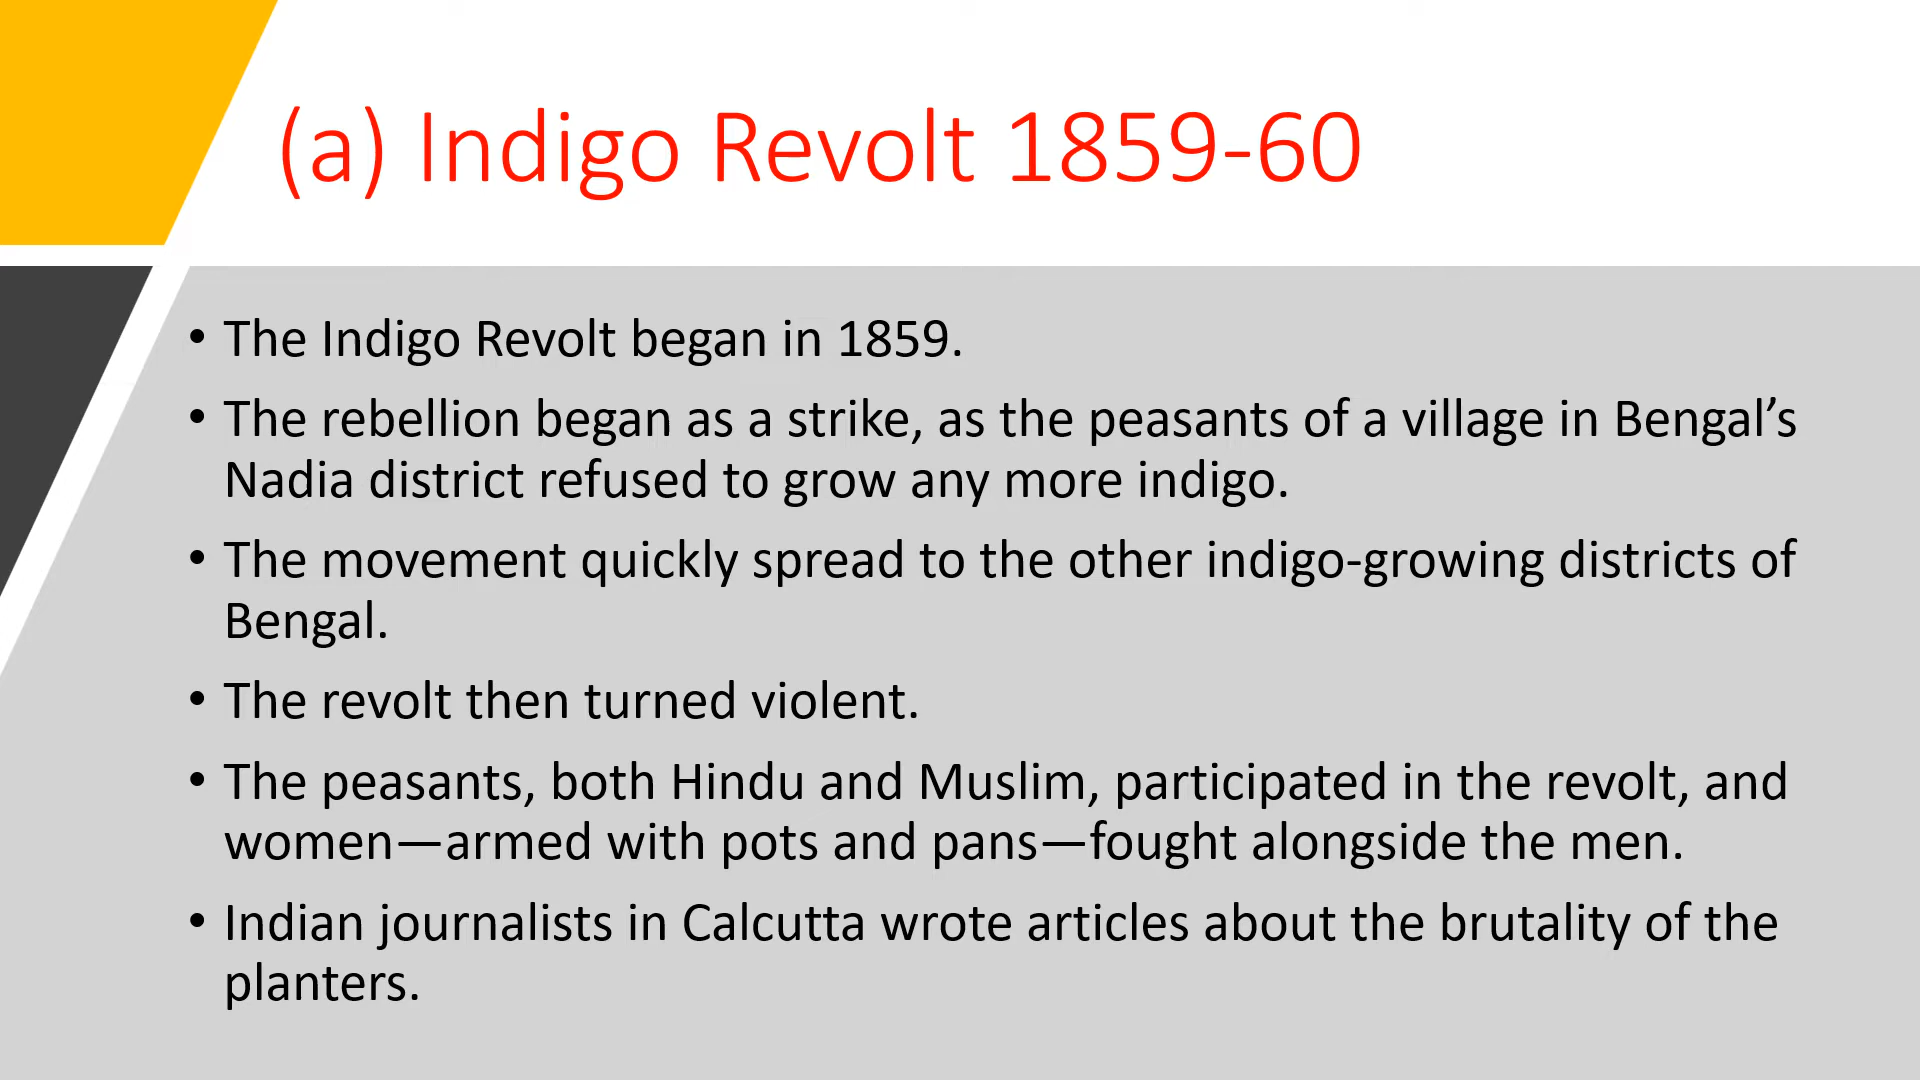 (a) Indigo Revolt 1859-60
• The Indigo Revolt began in 1859.
• The rebellion began as a strike, as the peasants of a village in Bengal’s
Nadia district refused to grow any more indigo.
• The movement quickly spread to the other indigo-growing districts of
Bengal.
• The revolt then turned violent.
• The peasants, both Hindu and Muslim, participated in the revolt, and
women—armed with pots and pans—fought alongside the men.
• Indian journalists in Calcutta wrote articles about the brutality of the
planters.